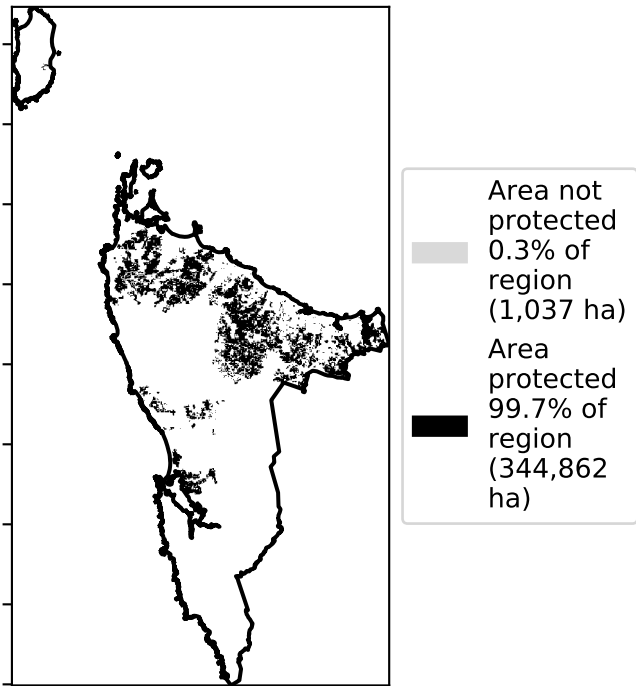 Area not
protected
0.3% of
region
(1,037 ha)
Area
protected
99.7% of
region
(344,862
ha)